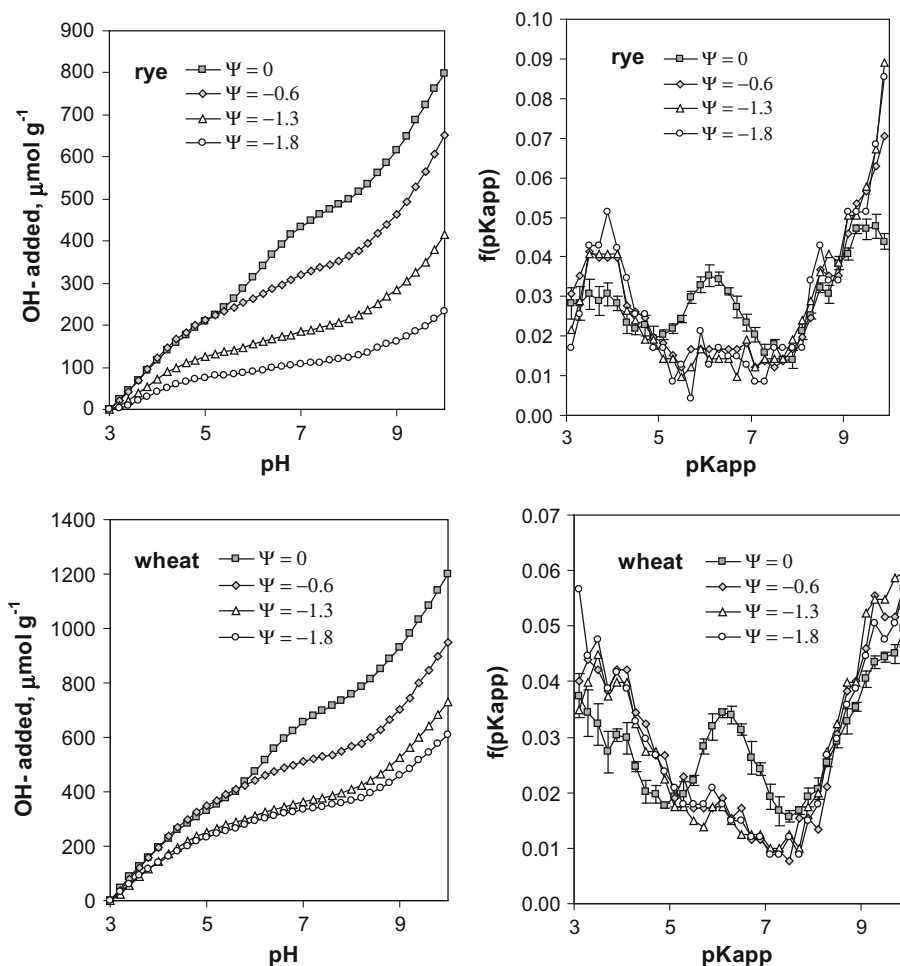 900
800
700
600
500
400
300
200
100
0
OH-added, μmol g-1
rye
Ψ = 0
Ψ = −0.6
Ψ = −1.3
Ψ = −1.8
3 5 7 9
pH
0.10
0.09
0.08
0.07
0.06
0.05
0.04
0.03
0.02
0.01
0.00
f(pKapp)
rye
Ψ = 0
Ψ = −0.6
Ψ = −1.3
Ψ = −1.8
3 5 7 9
pKapp
1400
1200
1000
800
600
400
200
0
OH- added, μmol g-1
wheat
Ψ = 0
Ψ = −0.6
Ψ = −1.3
Ψ = −1.8
3 5 7 9
pH
0.07
0.06
0.05
0.04
0.03
0.02
0.01
0.00
f(pKapp)
wheat
Ψ = 0
Ψ = −0.6
Ψ = −1.3
Ψ = −1.8
3 5 7 9
pKapp